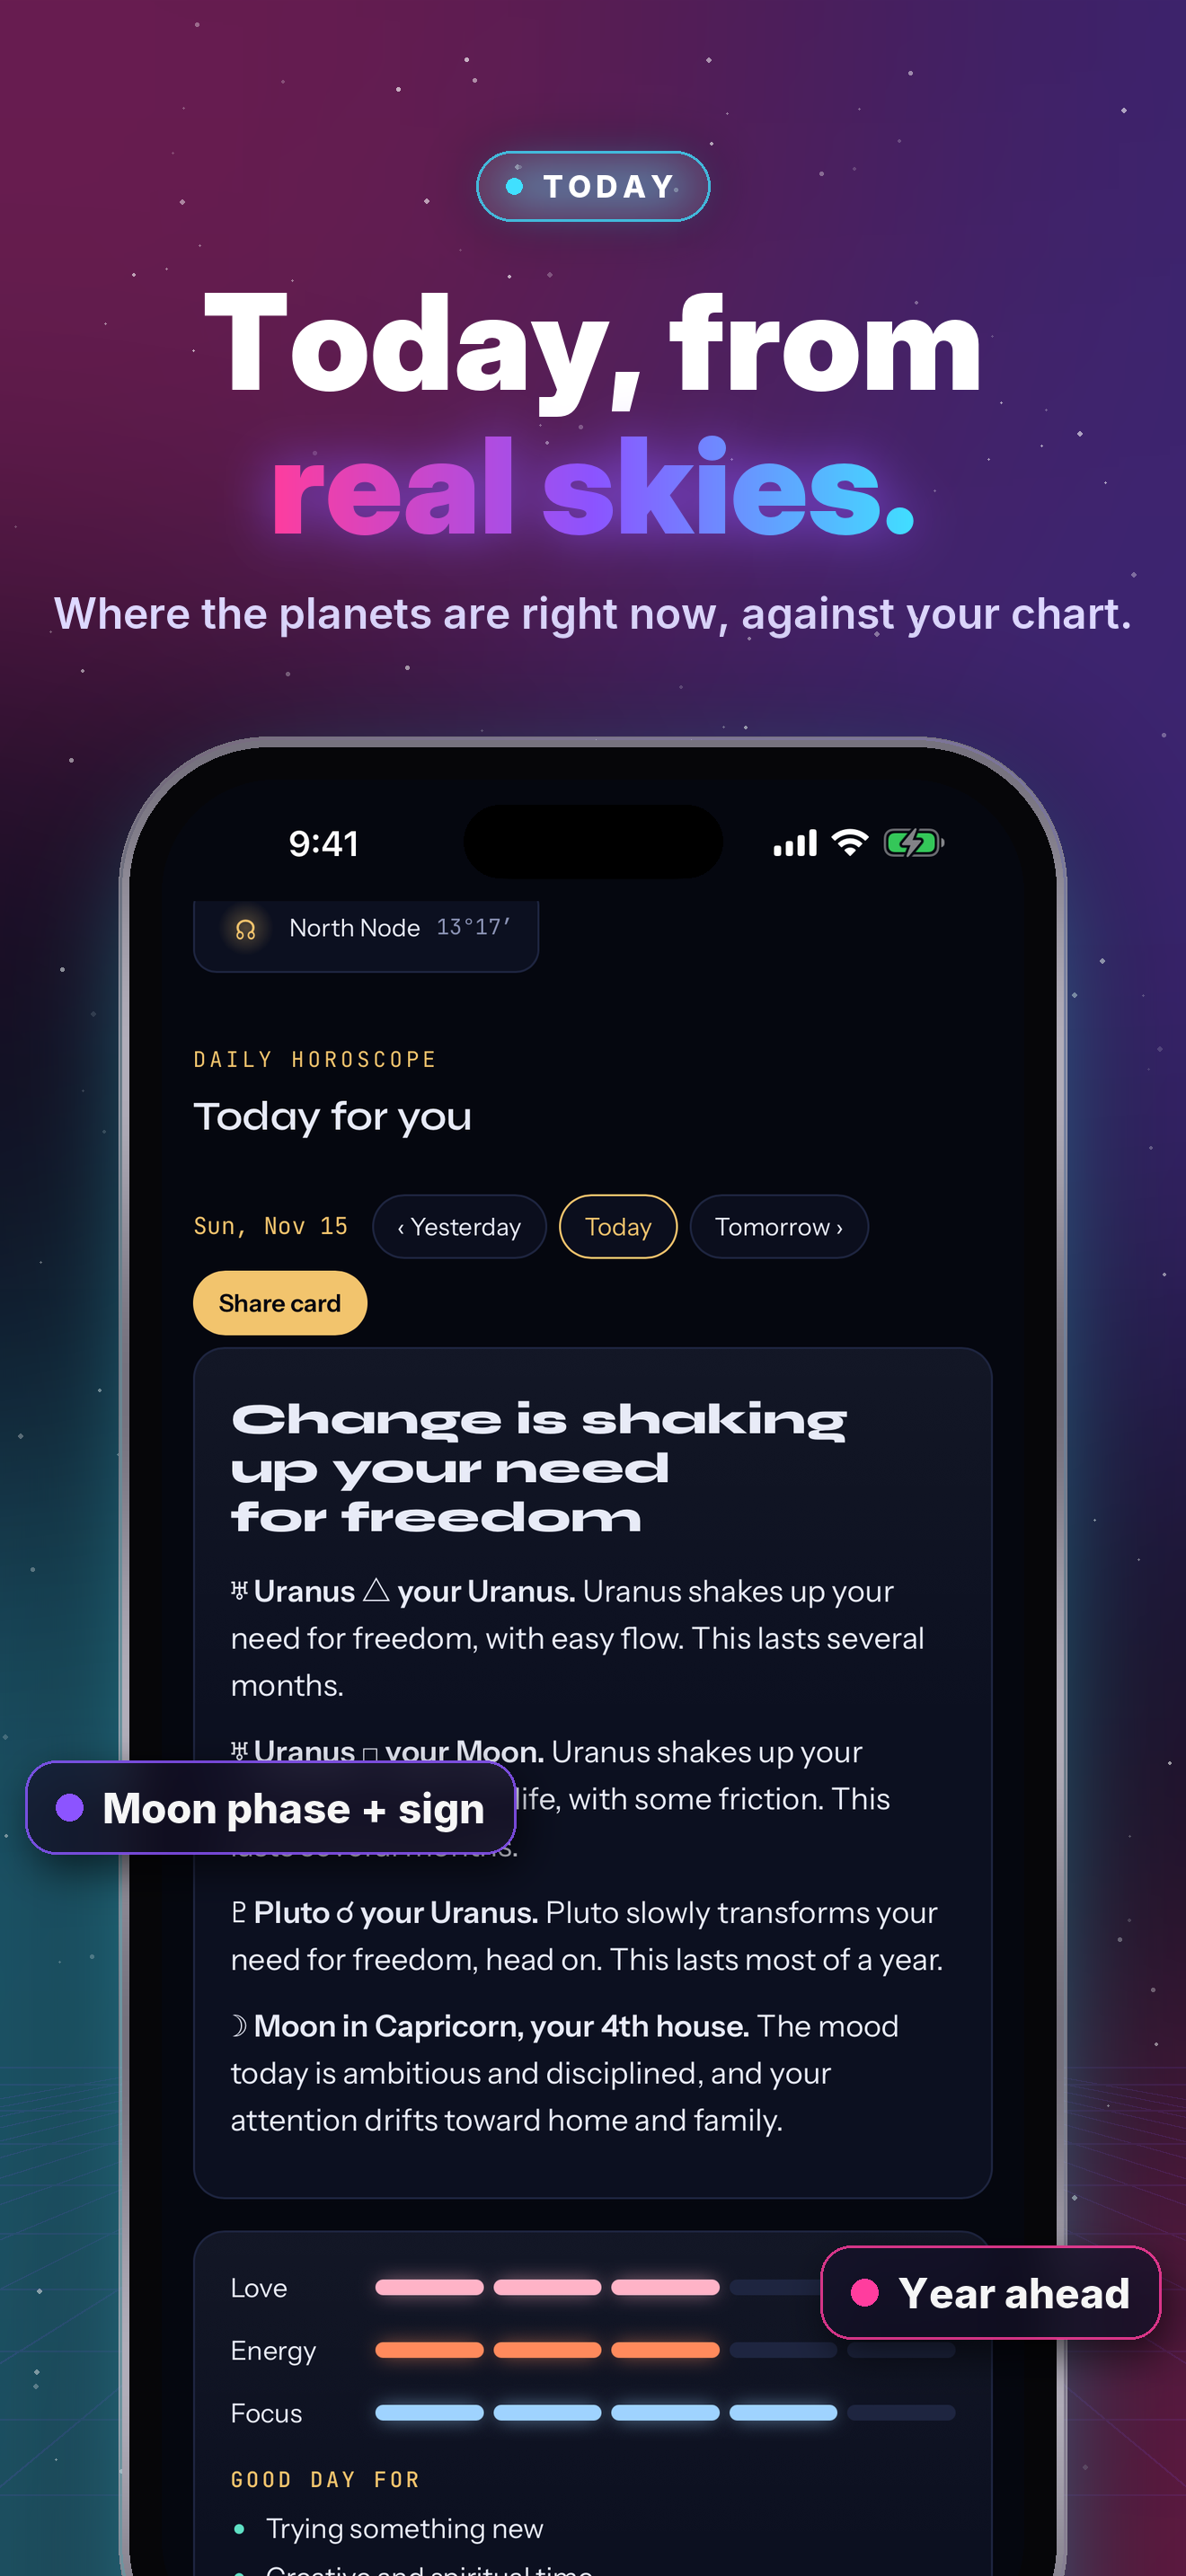 TODAY
Today, from
real skies.
Where the planets are right now, against your chart.
9:41
☊ North Node 13°17′
DAILY HOROSCOPE
Today for you
Sun, Nov 15 ‹ Yesterday Today Tomorrow ›
Share card
Change is shaking
up your need
for freedom
♅ Uranus △ your Uranus. Uranus shakes up your
need for freedom, with easy flow. This lasts several
months.
♅ Uranus □ your Moon. Uranus shakes up your
life, with some friction. This
Moon phase + sign
♇ Pluto ☌ your Uranus. Pluto slowly transforms your
need for freedom, head on. This lasts most of a year.
☽ Moon in Capricorn, your 4th house. The mood
today is ambitious and disciplined, and your
attention drifts toward home and family.
Love
Year ahead
Energy
Focus
GOOD DAY FOR
• Trying something new